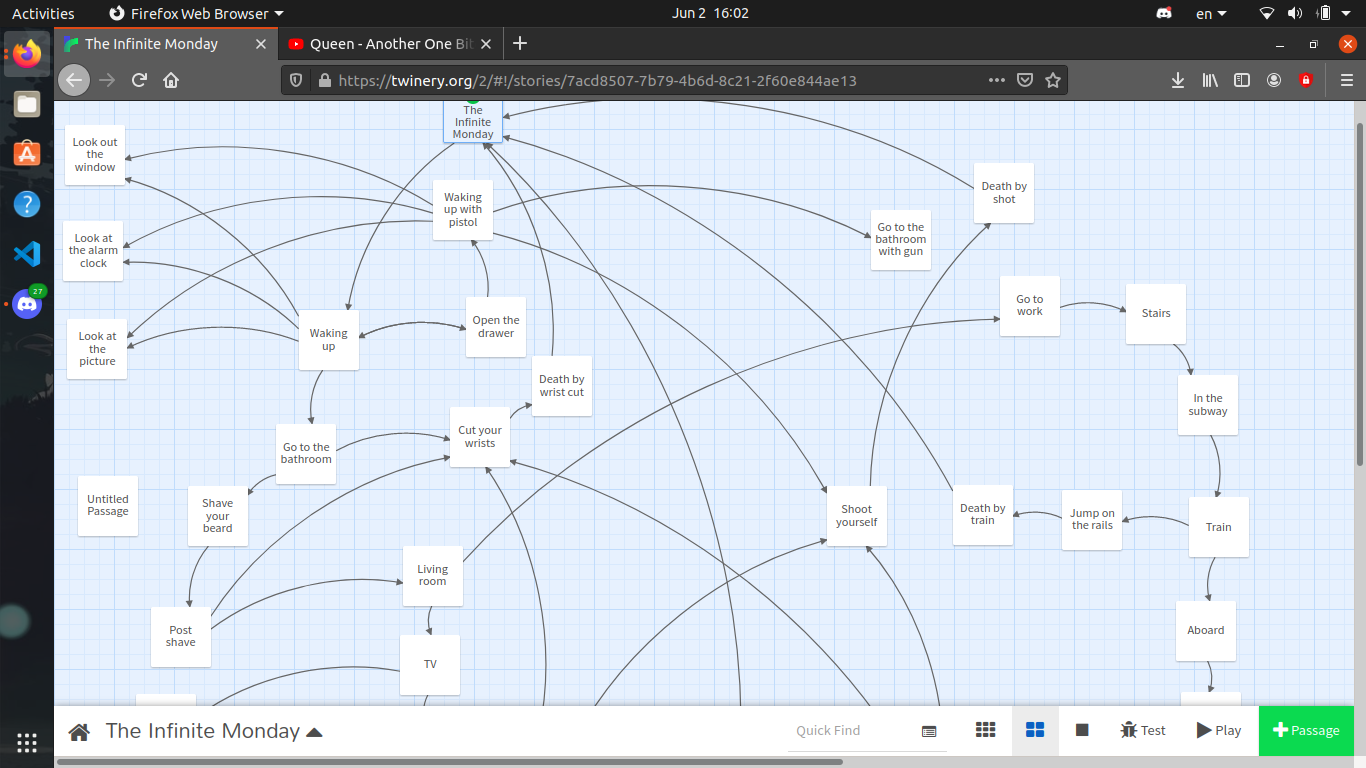 Activities
Firefox Web Browser
Jun 2 16:02
en
The Infinite Monday
Queen - Another One Bit
https://twinery.org/2/#!/stories/7acd8507-7b79-4b6d-8c21-2f60e844ae13
27
The
Infinite
Monday
Look out
the
window
Waking
up with
pistol
Death by
shot
Go to the
bathroom
with gun
Look at
the alarm
clock
Go to
work
Stairs
Open the
drawer
Waking
up
Look at
the
picture
Death by
wrist cut
In the
subway
Cut your
wrists
Go to the
bathroom
Untitled
Passage
Shave
your
beard
Shoot
yourself
Death by
train
Jump on
the rails
Train
Living
room
Post
shave
Aboard
TV
The Infinite Monday
Quick Find
Test
Play
Passage